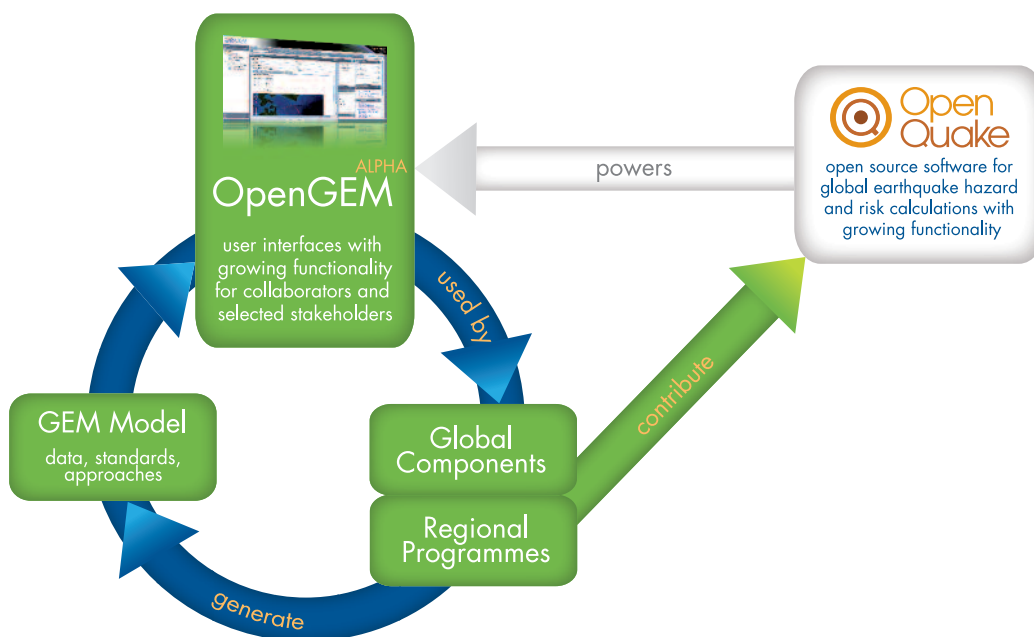 ALPHA
OpenGEM
user interfaces with
growing functionality
for collaborators and
selected stakeholders
powers
Open
Quake
open source software for
global earthquake hazard
and risk calculations with
growing functionality
used by
contribute
GEM Model
data, standards,
approaches
Global
Components
Regional
Programmes
generate